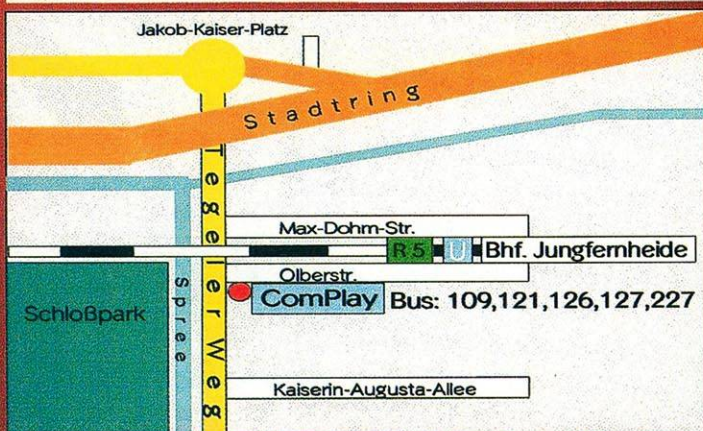 Jakob-Kaiser-Platz
Stadtring
Tegeler Weg
Max-Dohrn-Str.
R5 U Bhf. Jungfernheide
Olberstr.
Schloßpark
Spree
ComPlay Bus: 109,121,126,127,227
Kaiserin-Augusta-Allee